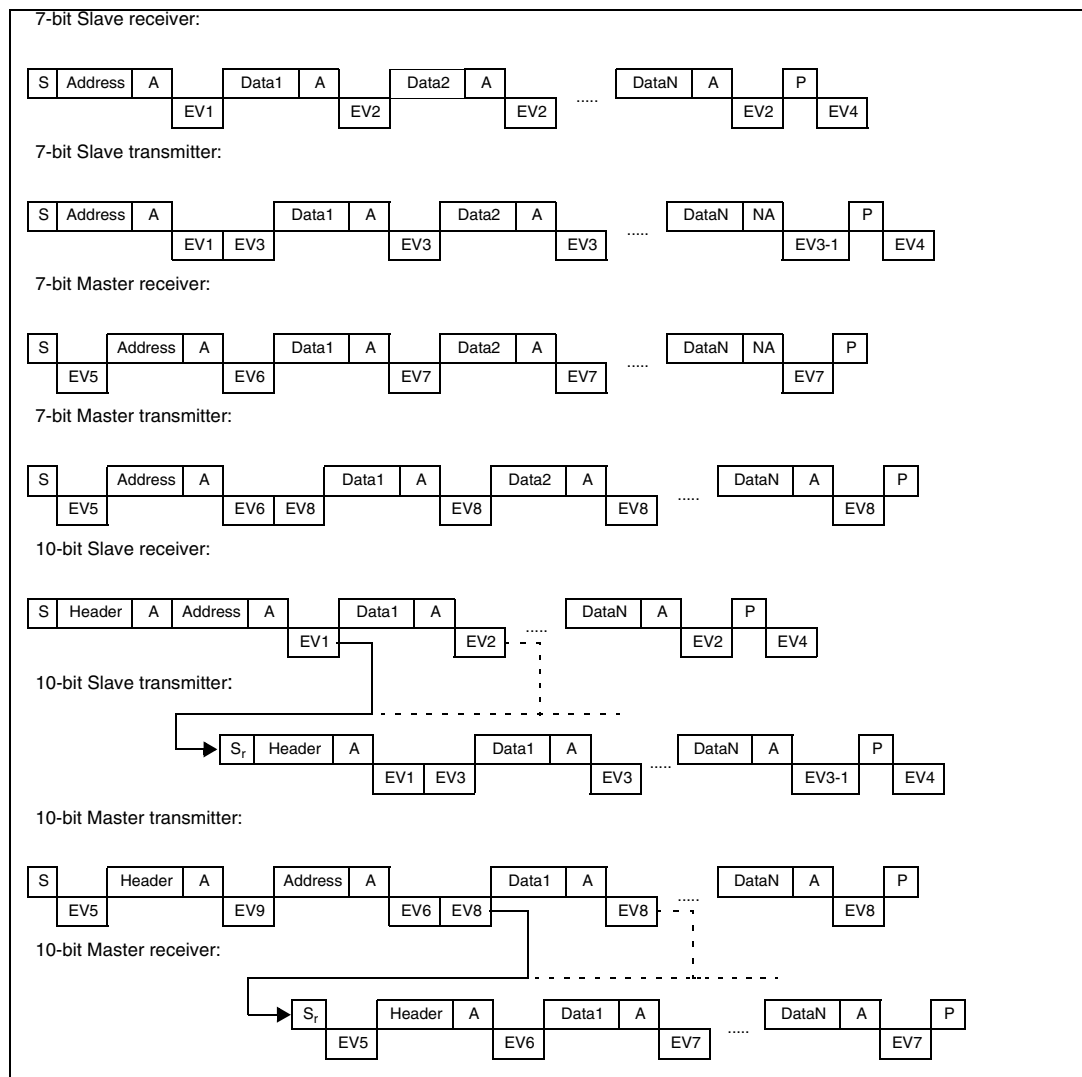 7-bit Slave receiver:
S Address A Data1 A Data2 A ..... DataN A P
EV1 EV2 EV2 EV2 EV4
7-bit Slave transmitter:
S Address A Data1 A Data2 A ..... DataN NA P
EV1 EV3 EV3 EV3 EV3-1 EV4
7-bit Master receiver:
S Address A Data1 A Data2 A ..... DataN NA P
EV5 EV6 EV7 EV7 EV7
7-bit Master transmitter:
S Address A Data1 A Data2 A ..... DataN A P
EV5 EV6 EV8 EV8 EV8 EV8
10-bit Slave receiver:
S Header A Address A Data1 A ..... DataN A P
EV1 EV2 EV2 EV4
10-bit Slave transmitter:
Sr Header A Data1 A ..... DataN A P
EV1 EV3 EV3 EV3-1 EV4
10-bit Master transmitter:
S Header A Address A Data1 A ..... DataN A P
EV5 EV9 EV6 EV8 EV8 EV8
10-bit Master receiver:
Sr Header A Data1 A ..... DataN A P
EV5 EV6 EV7 EV7